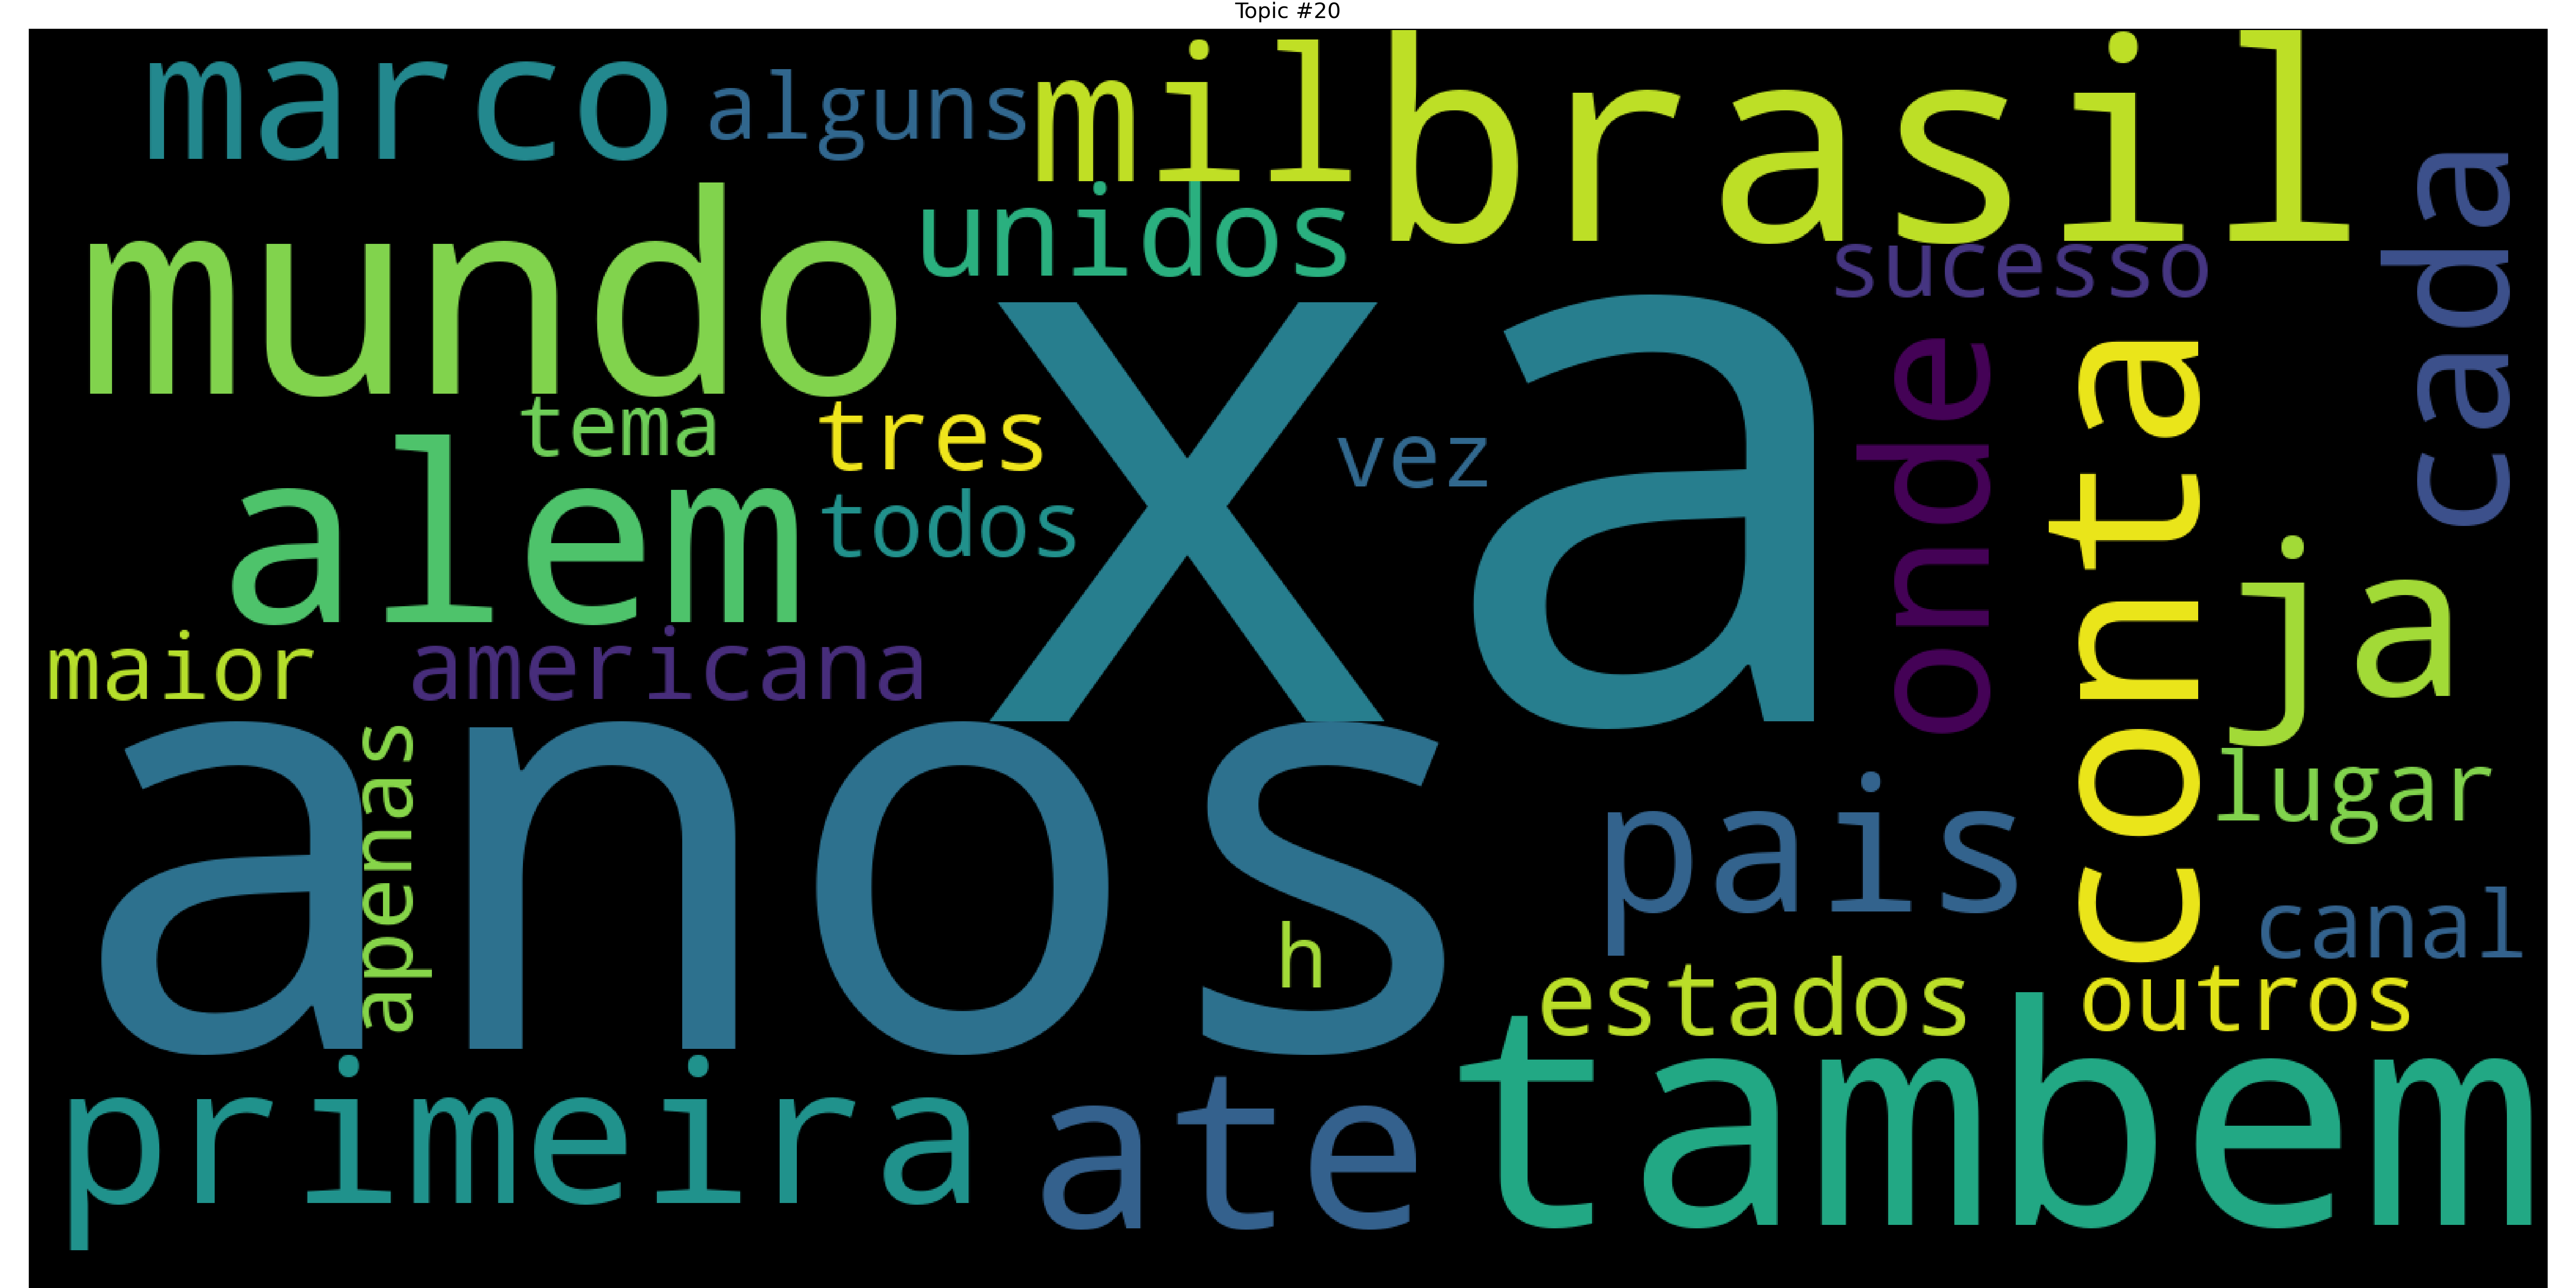 Topic #20
marco
alguns
mil
brasil
cada
mundo
unidos
sucesso
xa
onde
conta
tema
tres
vez
alem
todos
ja
maior
americana
anos
apenas
pais
lugar
h
canal
estados
outros
primeira
ate
tambem